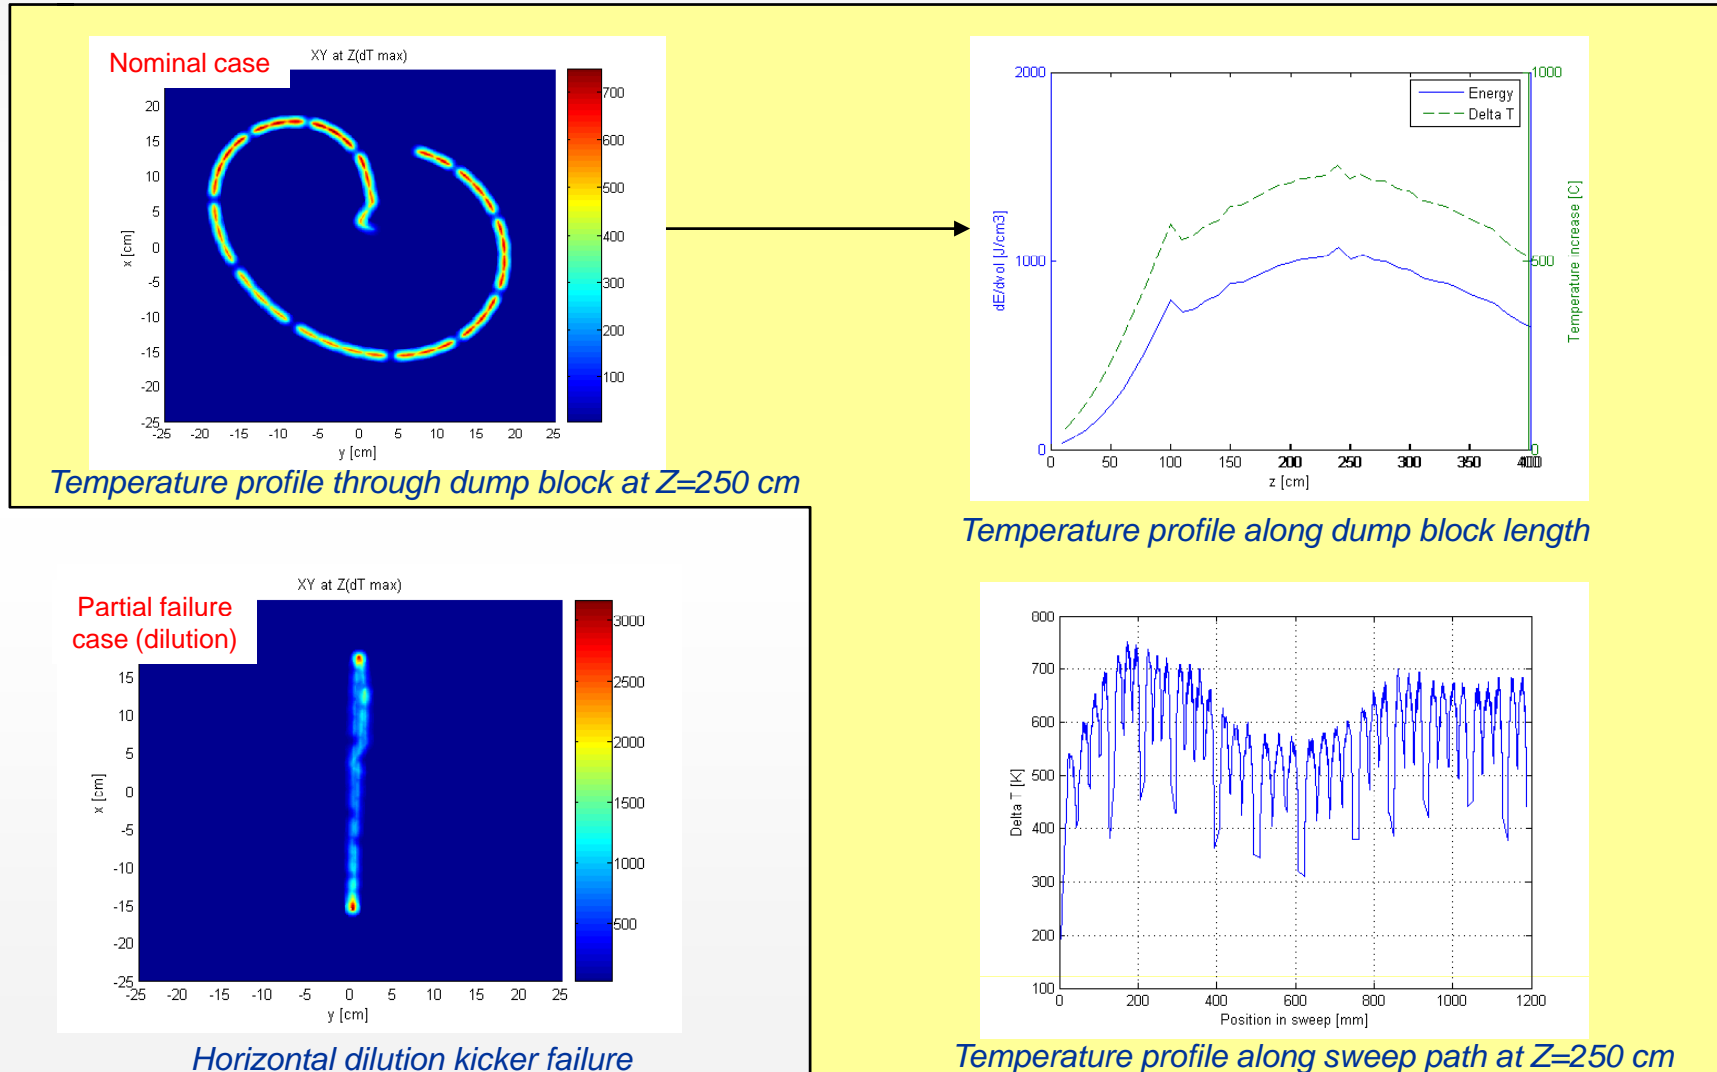 Nominal case
XY at Z(dT max)
20
15
10
5
0
-5
-10
-15
-20
-25
-25 -20 -15 -10 -5 0 5 10 15 20 25
x [cm]
y [cm]
700
600
500
400
300
200
100
Temperature profile through dump block at Z=250 cm
2000
1000
0
1000
500
0
Energy
Delta T
dE/dvol [J/cm3]
Temperature increase [C]
0 50 100 150 200 250 300 350 400
z [cm]
Temperature profile along dump block length
Partial failure
case (dilution)
XY at Z(dT max)
15
10
5
0
-5
-10
-15
-20
-25
-25 -20 -15 -10 -5 0 5 10 15 20 25
x [cm]
y [cm]
3000
2500
2000
1500
1000
500
Horizontal dilution kicker failure
800
700
600
500
400
300
200
100
Delta T [K]
0 200 400 600 800 1000 1200
Position in sweep [mm]
Temperature profile along sweep path at Z=250 cm